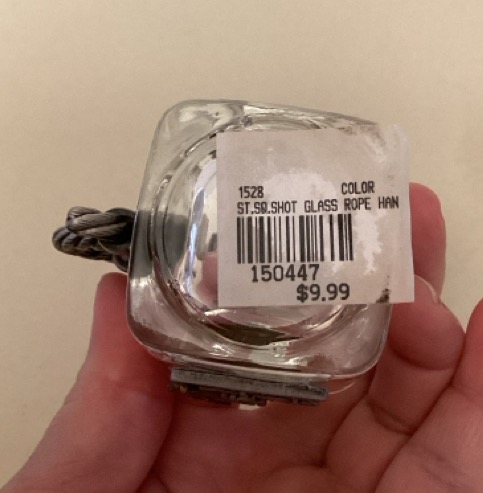 1528 COLOR
ST.SQ.SHOT GLASS ROPE HAN
150447
$9.99